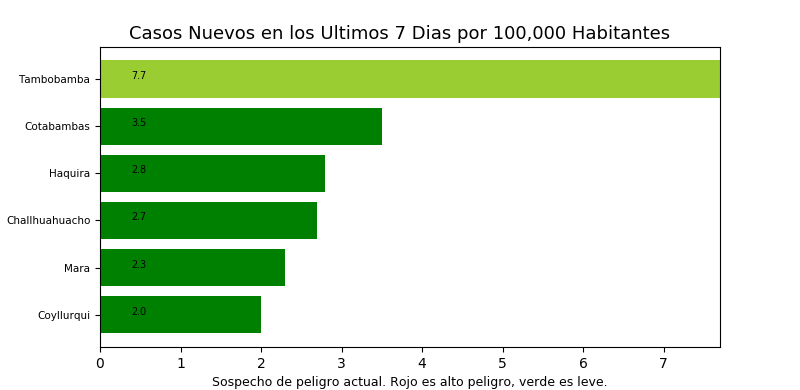 Casos Nuevos en los Ultimos 7 Dias por 100,000 Habitantes
Tambobamba 7.7
Cotabambas 3.5
Haquira 2.8
Challhuahuacho 2.7
Mara 2.3
Coyllurqui 2.0
0 1 2 3 4 5 6 7
Sospecho de peligro actual. Rojo es alto peligro, verde es leve.